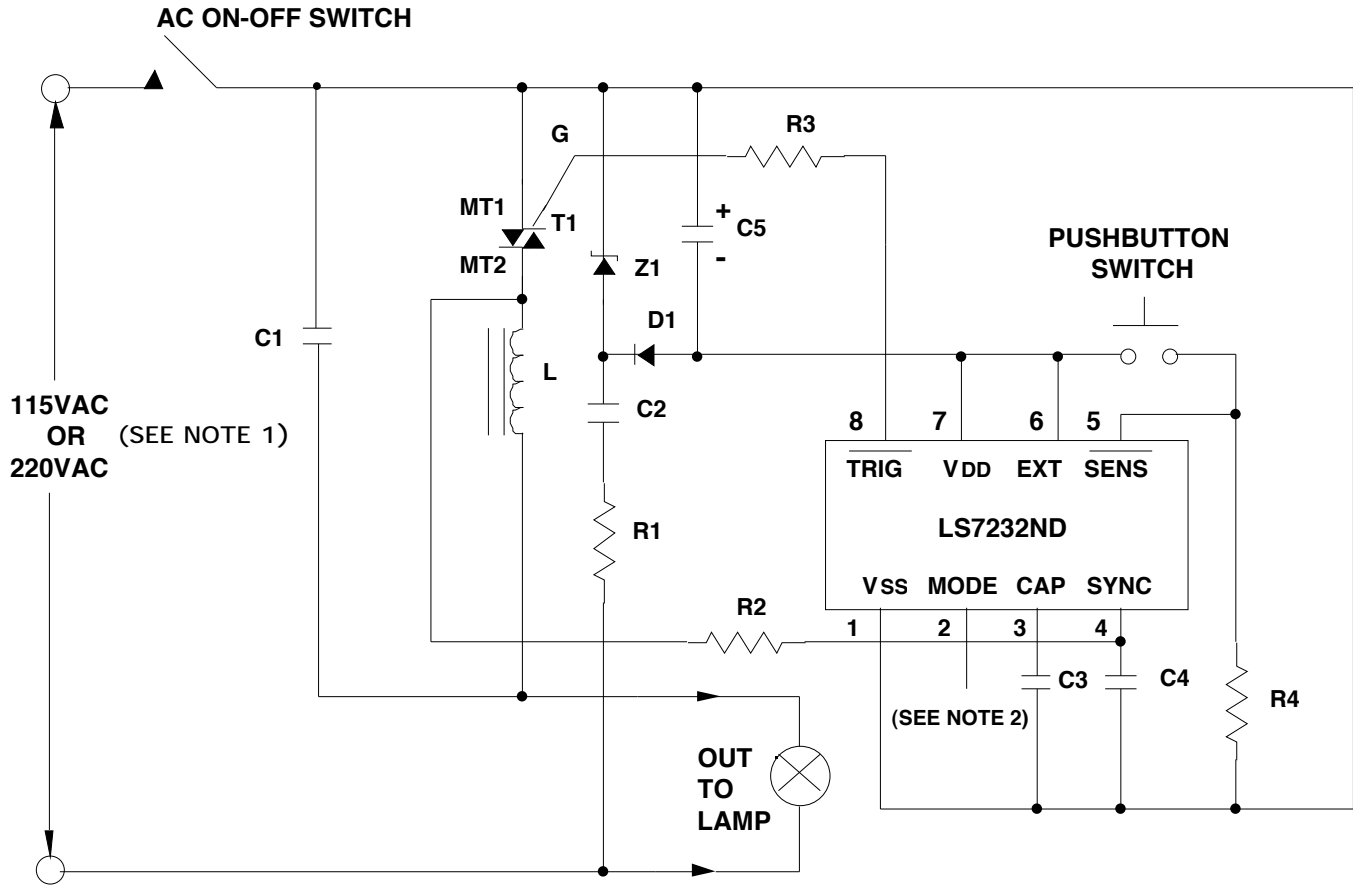 AC ON-OFF SWITCH
G
R3
MT1
T1
MT2
+
C5
-
Z1
PUSHBUTTON
SWITCH
D1
C1
L
C2
115VAC
OR (SEE NOTE 1)
220VAC
8 7 6 5
TRIG VDD EXT SENS
R1
LS7232ND
VSS MODE CAP SYNC
R2
1 2 3 4
C3
C4
R4
(SEE NOTE 2)
OUT
TO
LAMP